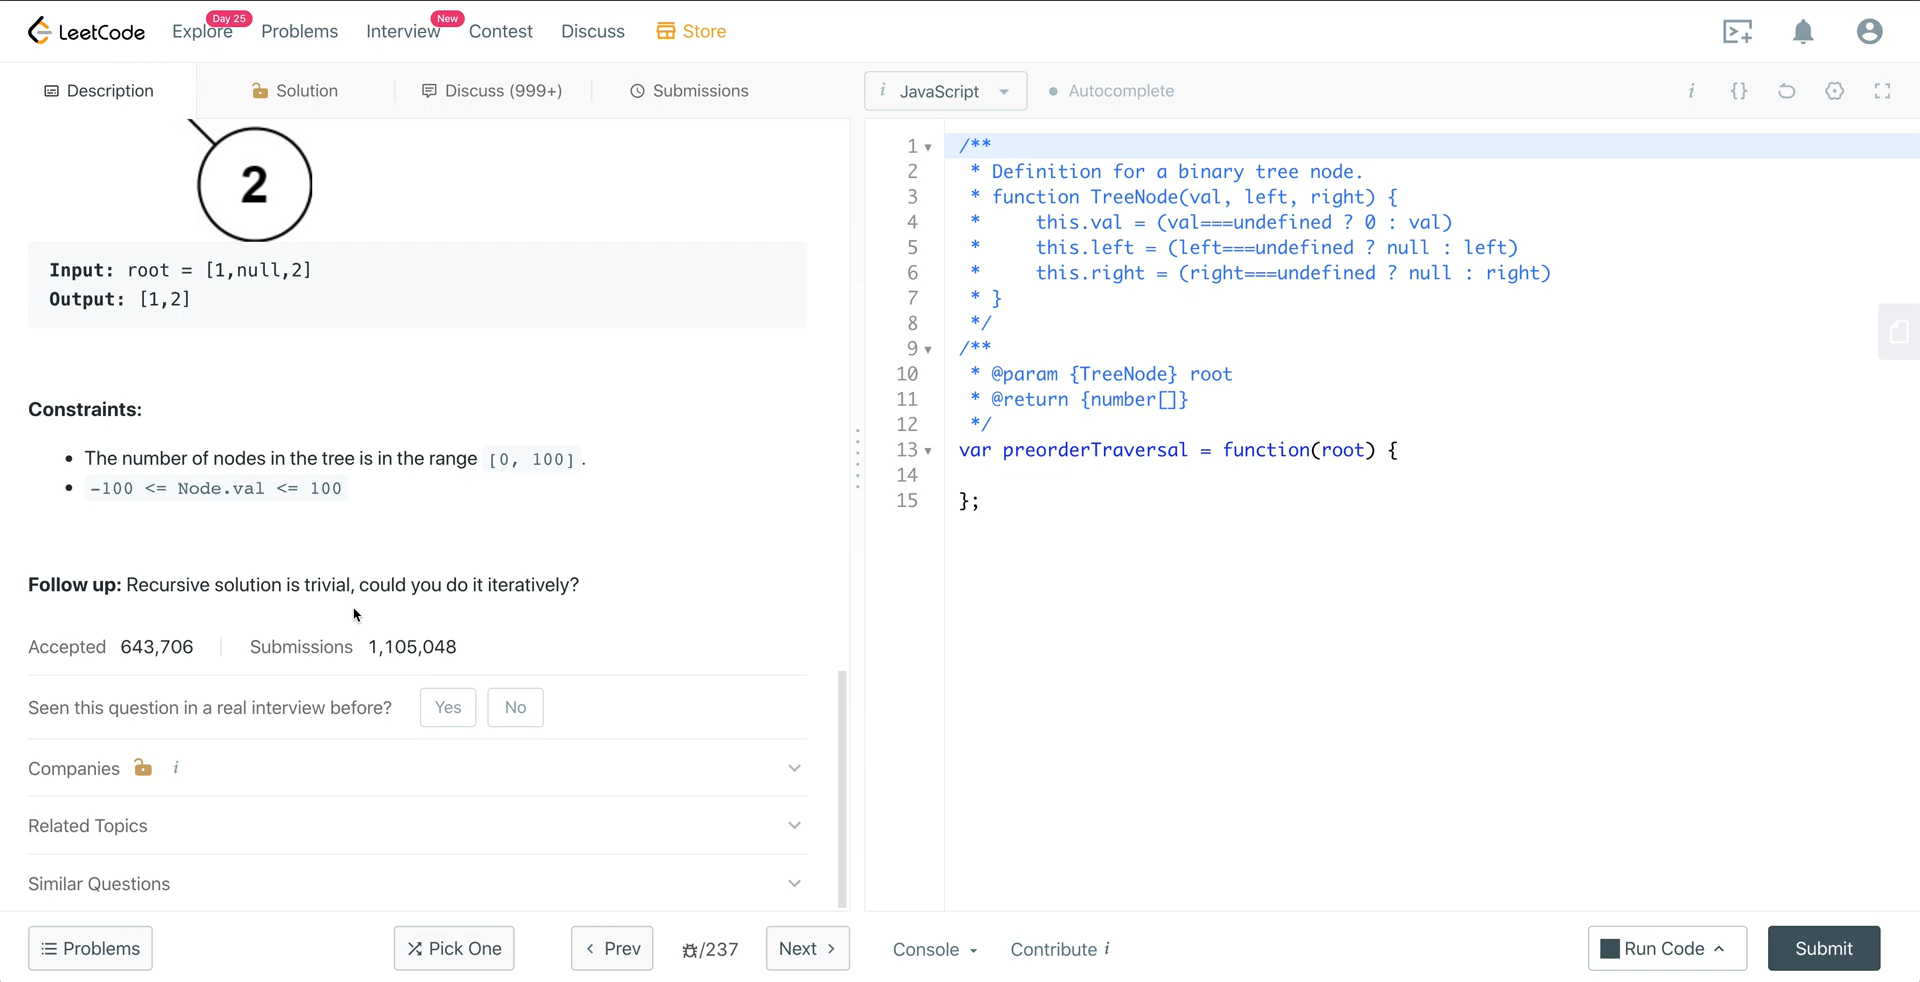 LeetCode Explore Day 25 Problems Interview New Contest Discuss Store
Description Solution Discuss (999+) Submissions
2
Input: root = [1,null,2]
Output: [1,2]
Constraints:
• The number of nodes in the tree is in the range [0, 100] .
• -100 <= Node.val <= 100
Follow up: Recursive solution is trivial, could you do it iteratively?
Accepted 643,706 Submissions 1,105,048
Seen this question in a real interview before? Yes No
Companies i
Related Topics
Similar Questions
Problems Pick One Prev /237 Next
i JavaScript Autocomplete i {}
1 /**
2  * Definition for a binary tree node.
3  * function TreeNode(val, left, right) {
4  *     this.val = (val===undefined ? 0 : val)
5  *     this.left = (left===undefined ? null : left)
6  *     this.right = (right===undefined ? null : right)
7  * }
8  */
9 /**
10  * @param {TreeNode} root
11  * @return {number[]}
12  */
13 var preorderTraversal = function(root) {
14
15 };
Console Contribute i Run Code Submit